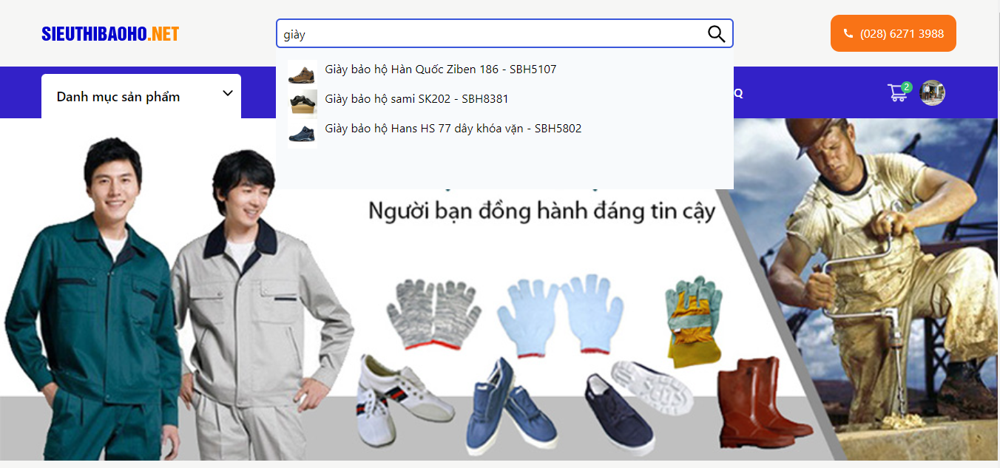 SIEUTHIBAOHO.NET
giày
(028) 6271 3988
Giày bảo hộ Hàn Quốc Ziben 186 - SBH5107
Giày bảo hộ sami SK202 - SBH8381
Giày bảo hộ Hans HS 77 dây khóa vặn - SBH5802
Danh mục sản phẩm
Q
2
Người bạn đồng hành đáng tin cậy